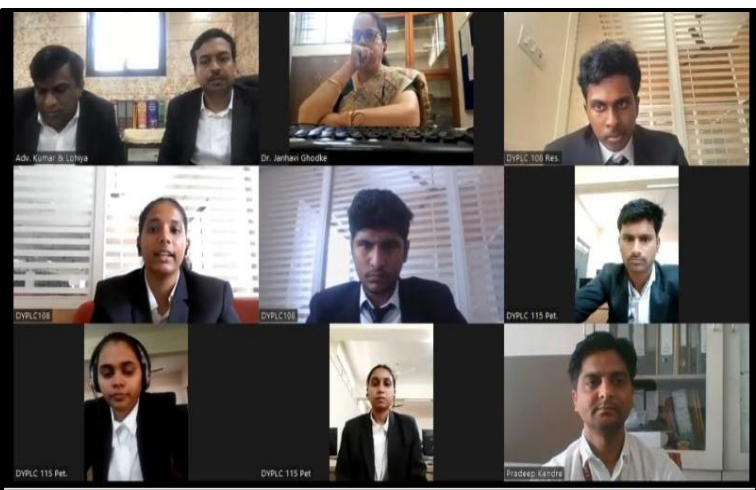 Adv. Kumar & Lohiya
Dr. Janhavi Ghodke
DYPLC 108 Res.
DYPLC108
DYPLC108
DYPLC 115 Pet.
DYPLC 115 Pet.
DYPLC 115 Pet
Pradeep Kendre